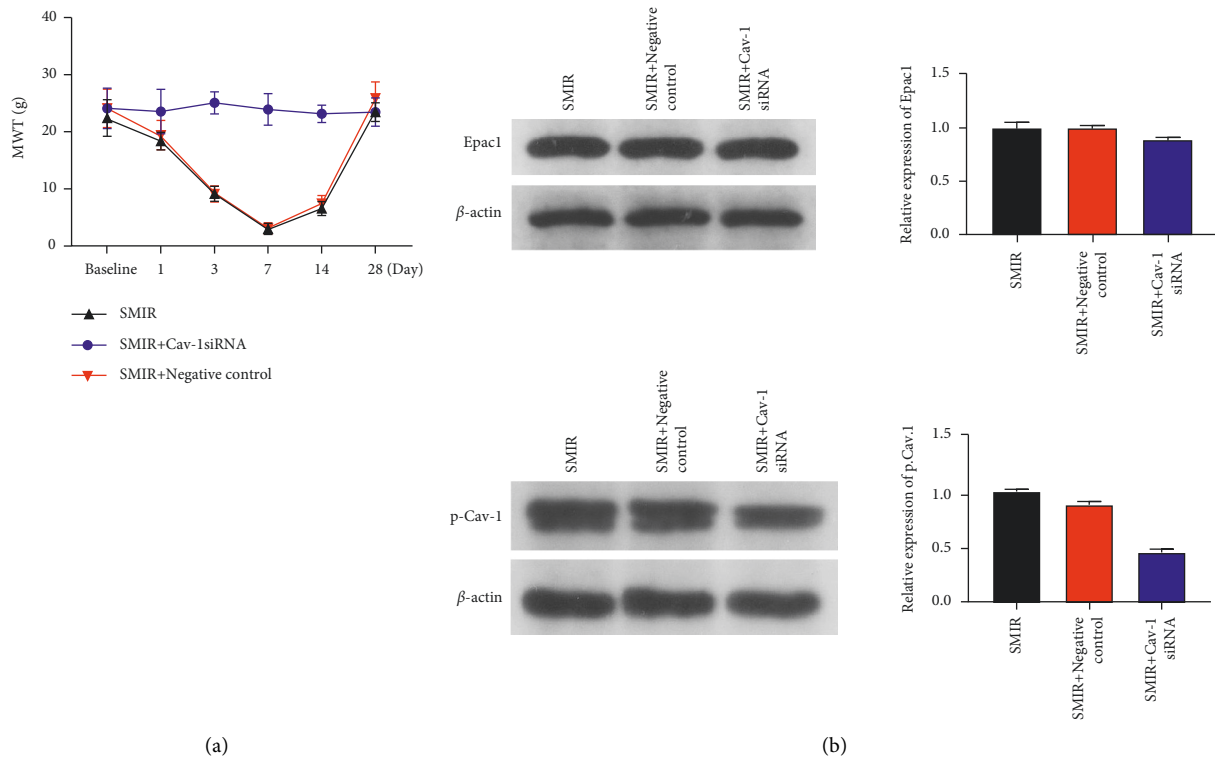 40
30
20
10
0
MWT (g)
Baseline
1
3
7
14
28 (Day)
SMIR
SMIR+Cav-1siRNA
SMIR+Negative control
(a)
SMIR
SMIR+Negative
control
SMIR+Cav-1
siRNA
Epac1
β-actin
1.5
1.0
0.5
0.0
Relative expression of Epac1
SMIR
SMIR+Negative
control
SMIR+Cav-1
siRNA
SMIR
SMIR+Negative
control
SMIR+Cav-1
siRNA
p-Cav-1
β-actin
1.5
1.0
0.5
0.0
Relative expression of p.Cav.1
SMIR
SMIR+Negative
control
SMIR+Cav-1
siRNA
(b)